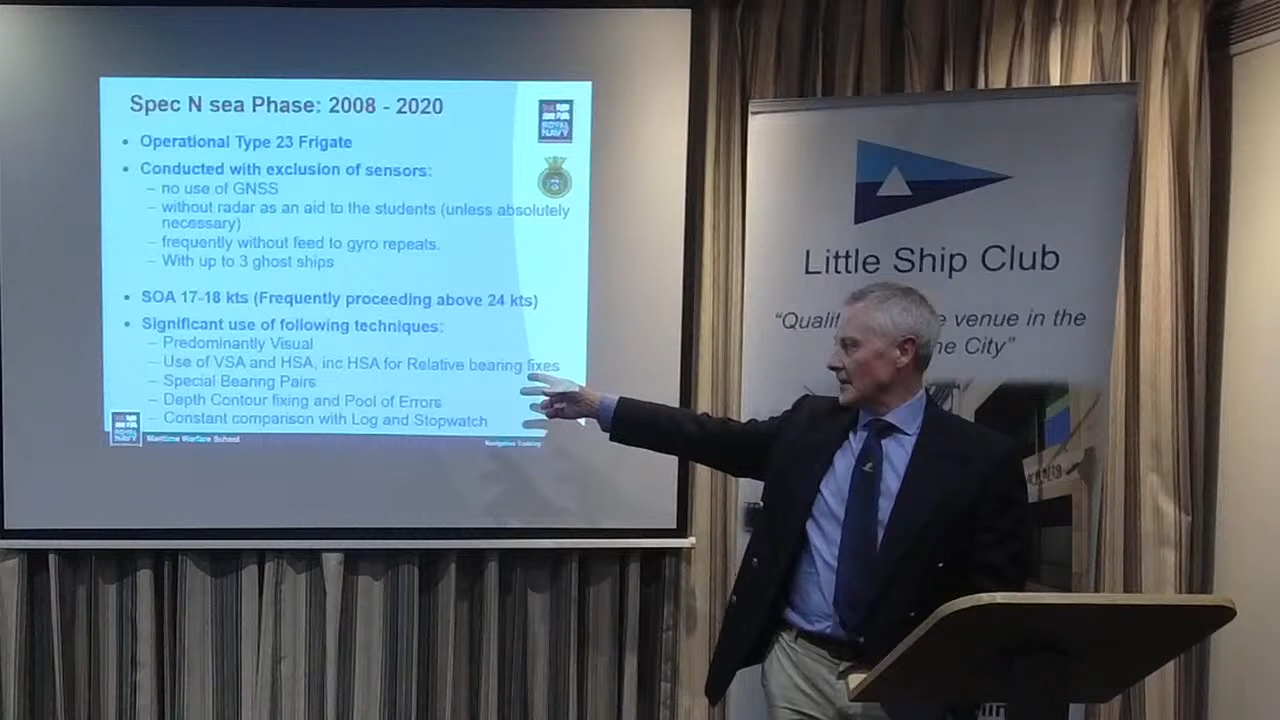 Spec N sea Phase: 2008 - 2020
• Operational Type 23 Frigate
• Conducted with exclusion of sensors:
– no use of GNSS
– without radar as an aid to the students (unless absolutely
necessary)
– frequently without feed to gyro repeats.
– With up to 3 ghost ships
• SOA 17-18 kts (Frequently proceeding above 24 kts)
• Significant use of following techniques:
– Predominantly Visual
– Use of VSA and HSA, inc HSA for Relative bearing fixes
– Special Bearing Pairs
– Depth Contour fixing and Pool of Errors
– Constant comparison with Log and Stopwatch
ROYAL
NAVY
ROYAL
NAVY
Maritime Warfare School
Navigation Training
Little Ship Club
venue in the
City”